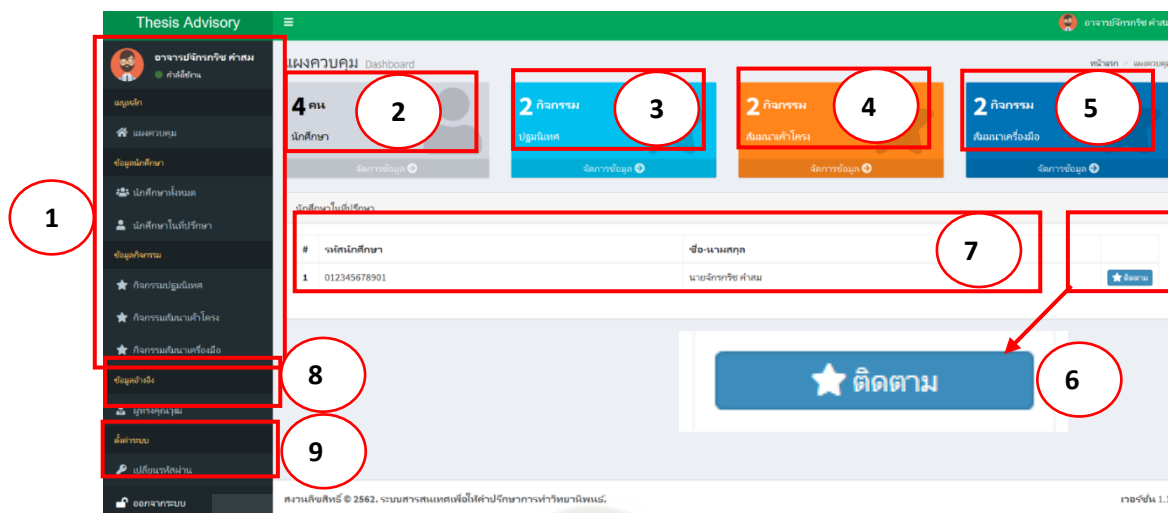 Thesis Advisory
อาจารย์จักรกริช คำสม
อาจารย์จักรกริช คำสม
กำลังใช้งาน
แผงควบคุม Dashboard
หน้าแรก > แผงควบคุม
เมนูหลัก
แผงควบคุม
ข้อมูลนักศึกษา
นักศึกษาทั้งหมด
นักศึกษาในที่ปรึกษา
ข้อมูลกิจกรรม
กิจกรรมปฐมนิเทศ
กิจกรรมสัมนาเค้าโครง
กิจกรรมสัมนาเครื่องมือ
ข้อมูลอ้างอิง
ผู้ทรงคุณวุฒิ
ตั้งค่าระบบ
เปลี่ยนรหัสผ่าน
ออกจากระบบ
1
4 คน
นักศึกษา
จัดการข้อมูล
2
2 กิจกรรม
ปฐมนิเทศ
จัดการข้อมูล
3
2 กิจกรรม
สัมมนาเค้าโครง
จัดการข้อมูล
4
2 กิจกรรม
สัมมนาเครื่องมือ
จัดการข้อมูล
5
นักศึกษาในที่ปรึกษา
# รหัสนักศึกษา ชื่อ-นามสกุล
1 012345678901 นายจักรกริช คำสม ติดตาม
7
ติดตาม
6
8
9
สงวนลิขสิทธิ์ © 2562. ระบบสารสนเทศเพื่อให้คำปรึกษาการทำวิทยานิพนธ์.
เวอร์ชั่น 1.1